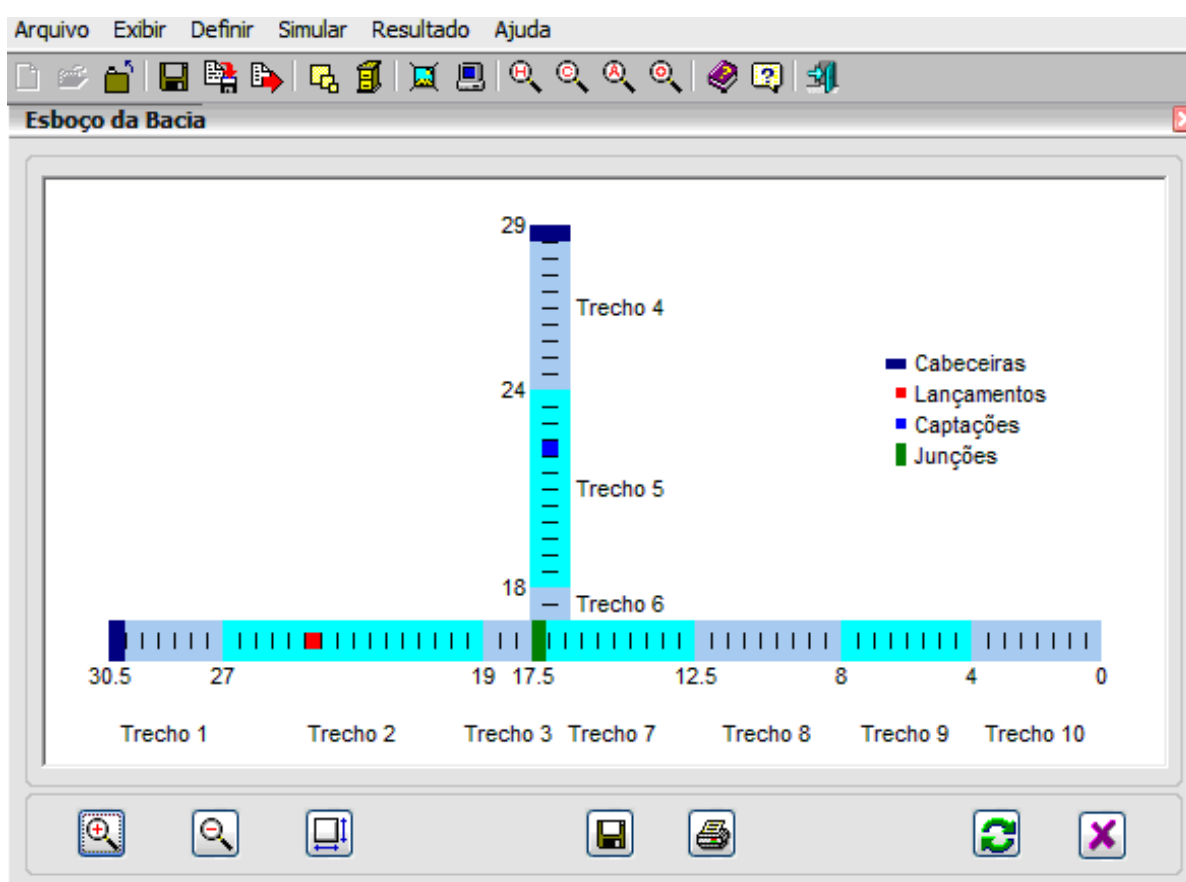 Arquivo Exibir Definir Simular Resultado Ajuda
Esboço da Bacia
29
Trecho 4
24
Trecho 5
18
Trecho 6
Cabeceiras
Lançamentos
Captações
Junções
30.5 27 19 17.5 12.5 8 4 0
Trecho 1 Trecho 2 Trecho 3 Trecho 7 Trecho 8 Trecho 9 Trecho 10